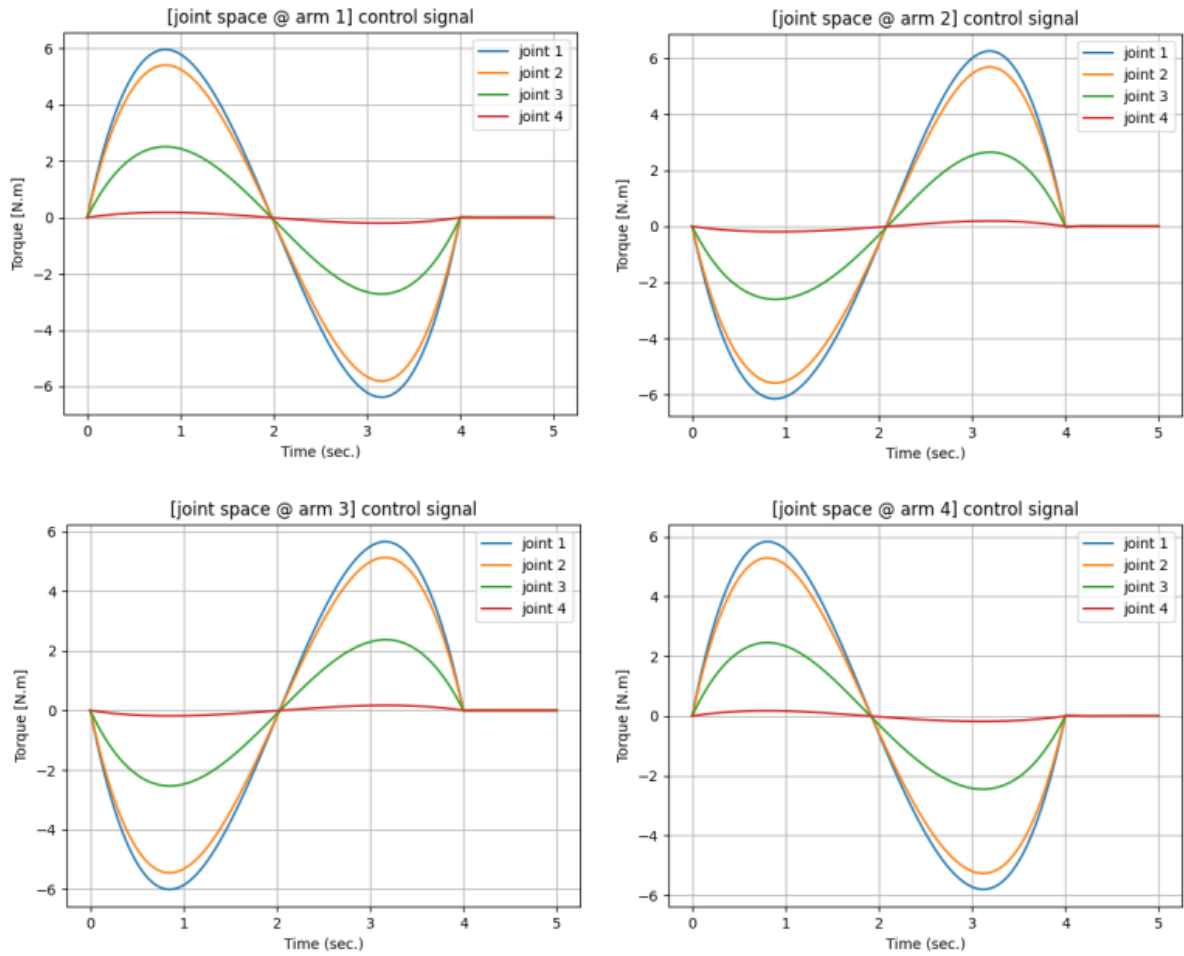 [joint space @ arm 1] control signal
6
4
2
0
−2
−4
−6
Torque [N.m]
joint 1
joint 2
joint 3
joint 4
0 1 2 3 4 5
Time (sec.)
[joint space @ arm 2] control signal
6
4
2
0
−2
−4
−6
Torque [N.m]
joint 1
joint 2
joint 3
joint 4
0 1 2 3 4 5
Time (sec.)
[joint space @ arm 3] control signal
6
4
2
0
−2
−4
−6
Torque [N.m]
joint 1
joint 2
joint 3
joint 4
0 1 2 3 4 5
Time (sec.)
[joint space @ arm 4] control signal
6
4
2
0
−2
−4
−6
Torque [N.m]
joint 1
joint 2
joint 3
joint 4
0 1 2 3 4 5
Time (sec.)